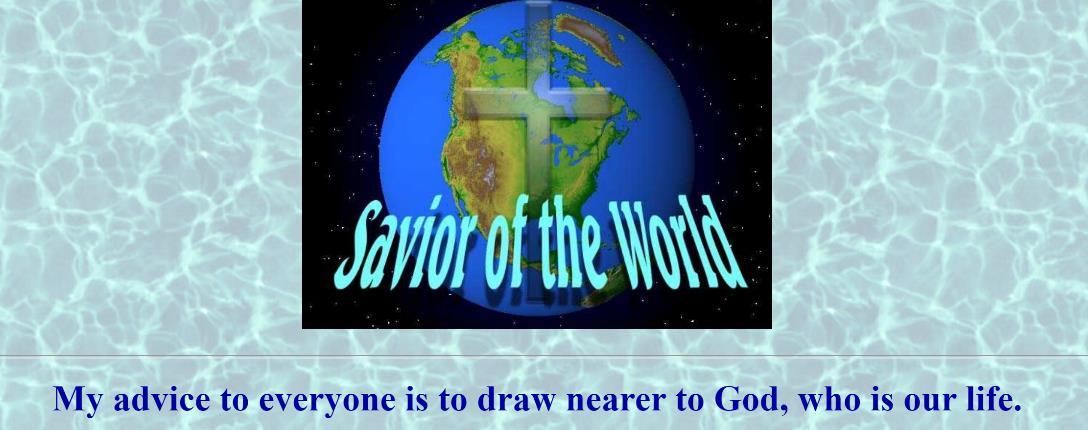 Savior of the World
My advice to everyone is to draw nearer to God, who is our life.